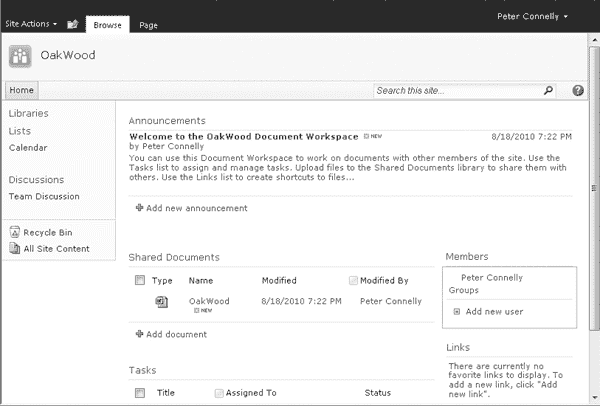 Site Actions Browse Page Peter Connelly
OakWood
Home Search this site...
Libraries
Lists
Calendar
Discussions
Team Discussion
Recycle Bin
All Site Content
Announcements
Welcome to the OakWood Document Workspace NEW 8/18/2010 7:22 PM
by Peter Connelly
You can use this Document Workspace to work on documents with other members of the site. Use the
Tasks list to assign and manage tasks. Upload files to the Shared Documents library to share them with
others. Use the Links list to create shortcuts to files...
Add new announcement
Shared Documents
Type Name Modified Modified By
OakWood 8/18/2010 7:22 PM Peter Connelly
NEW
Add document
Tasks
Title Assigned To Status
Members
Peter Connelly
Groups
Add new user
Links
There are currently no
favorite links to display. To
add a new link, click "Add
new link".